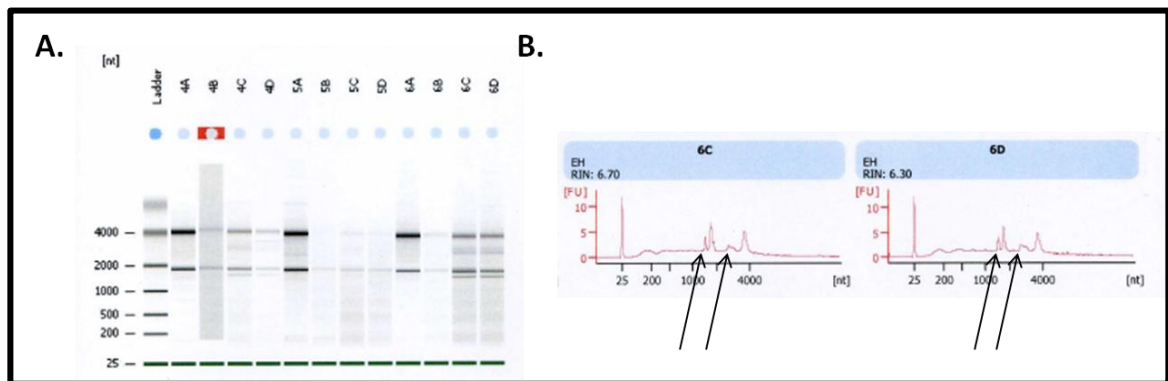 A.
[nt]
Ladder 4A 4B 4C 4D 5A 5B 5C 5D 6A 6B 6C 6D
4000
2000
1000
500
200
25
B.
6C
EH
RIN: 6.70
[FU]
10
5
0
25 200 1000 4000 [nt]
6D
EH
RIN: 6.30
[FU]
10
5
0
25 200 1000 4000 [nt]